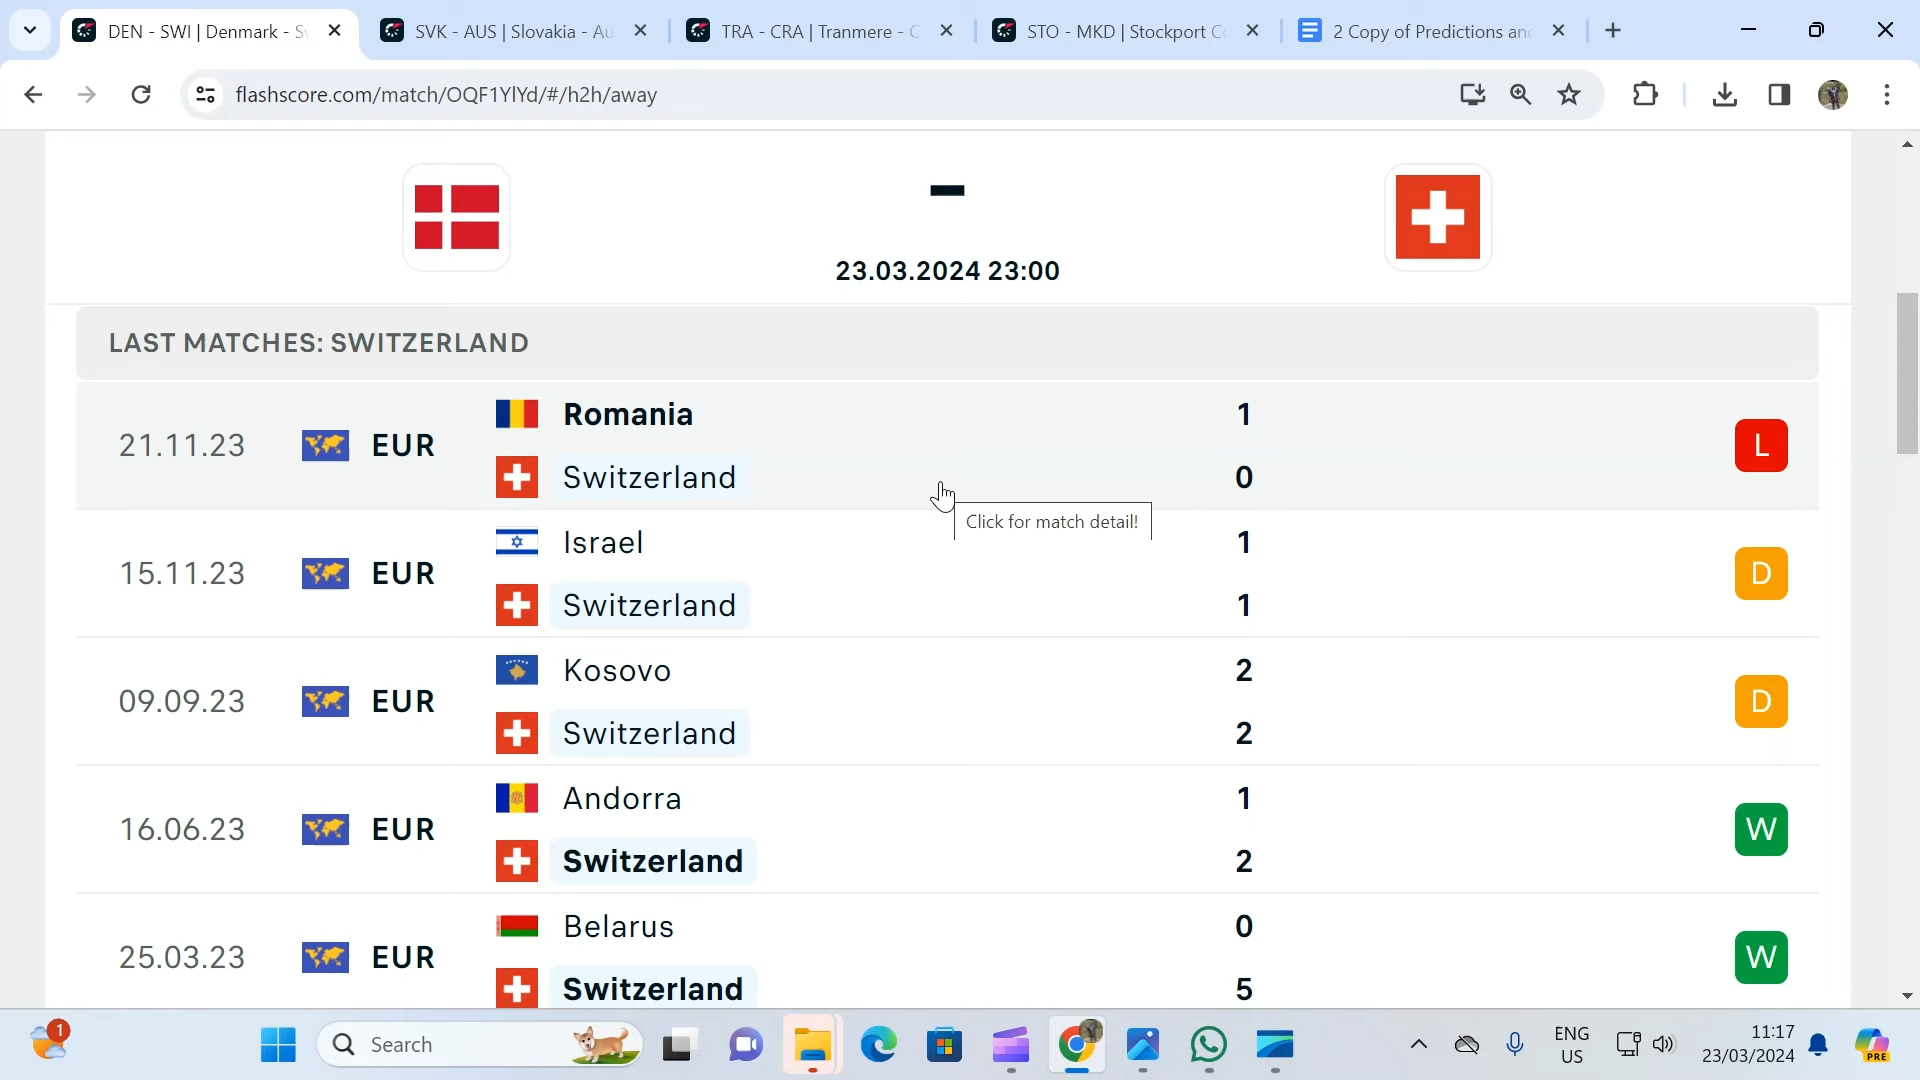 DEN - SWI | Denmark - S
SVK - AUS | Slovakia - Au
TRA - CRA | Tranmere - C
STO - MKD | Stockport Co
2 Copy of Predictions an
flashscore.com/match/OQF1YlYd/#/h2h/away
-
23.03.2024 23:00
LAST MATCHES: SWITZERLAND
Romania 1
21.11.23 EUR L
Switzerland 0
Click for match detail!
Israel 1
15.11.23 EUR D
Switzerland 1
Kosovo 2
09.09.23 EUR D
Switzerland 2
Andorra 1
16.06.23 EUR W
Switzerland 2
Belarus 0
25.03.23 EUR W
Switzerland 5
1
Search
ENG
US
11:17
23/03/2024
PRE